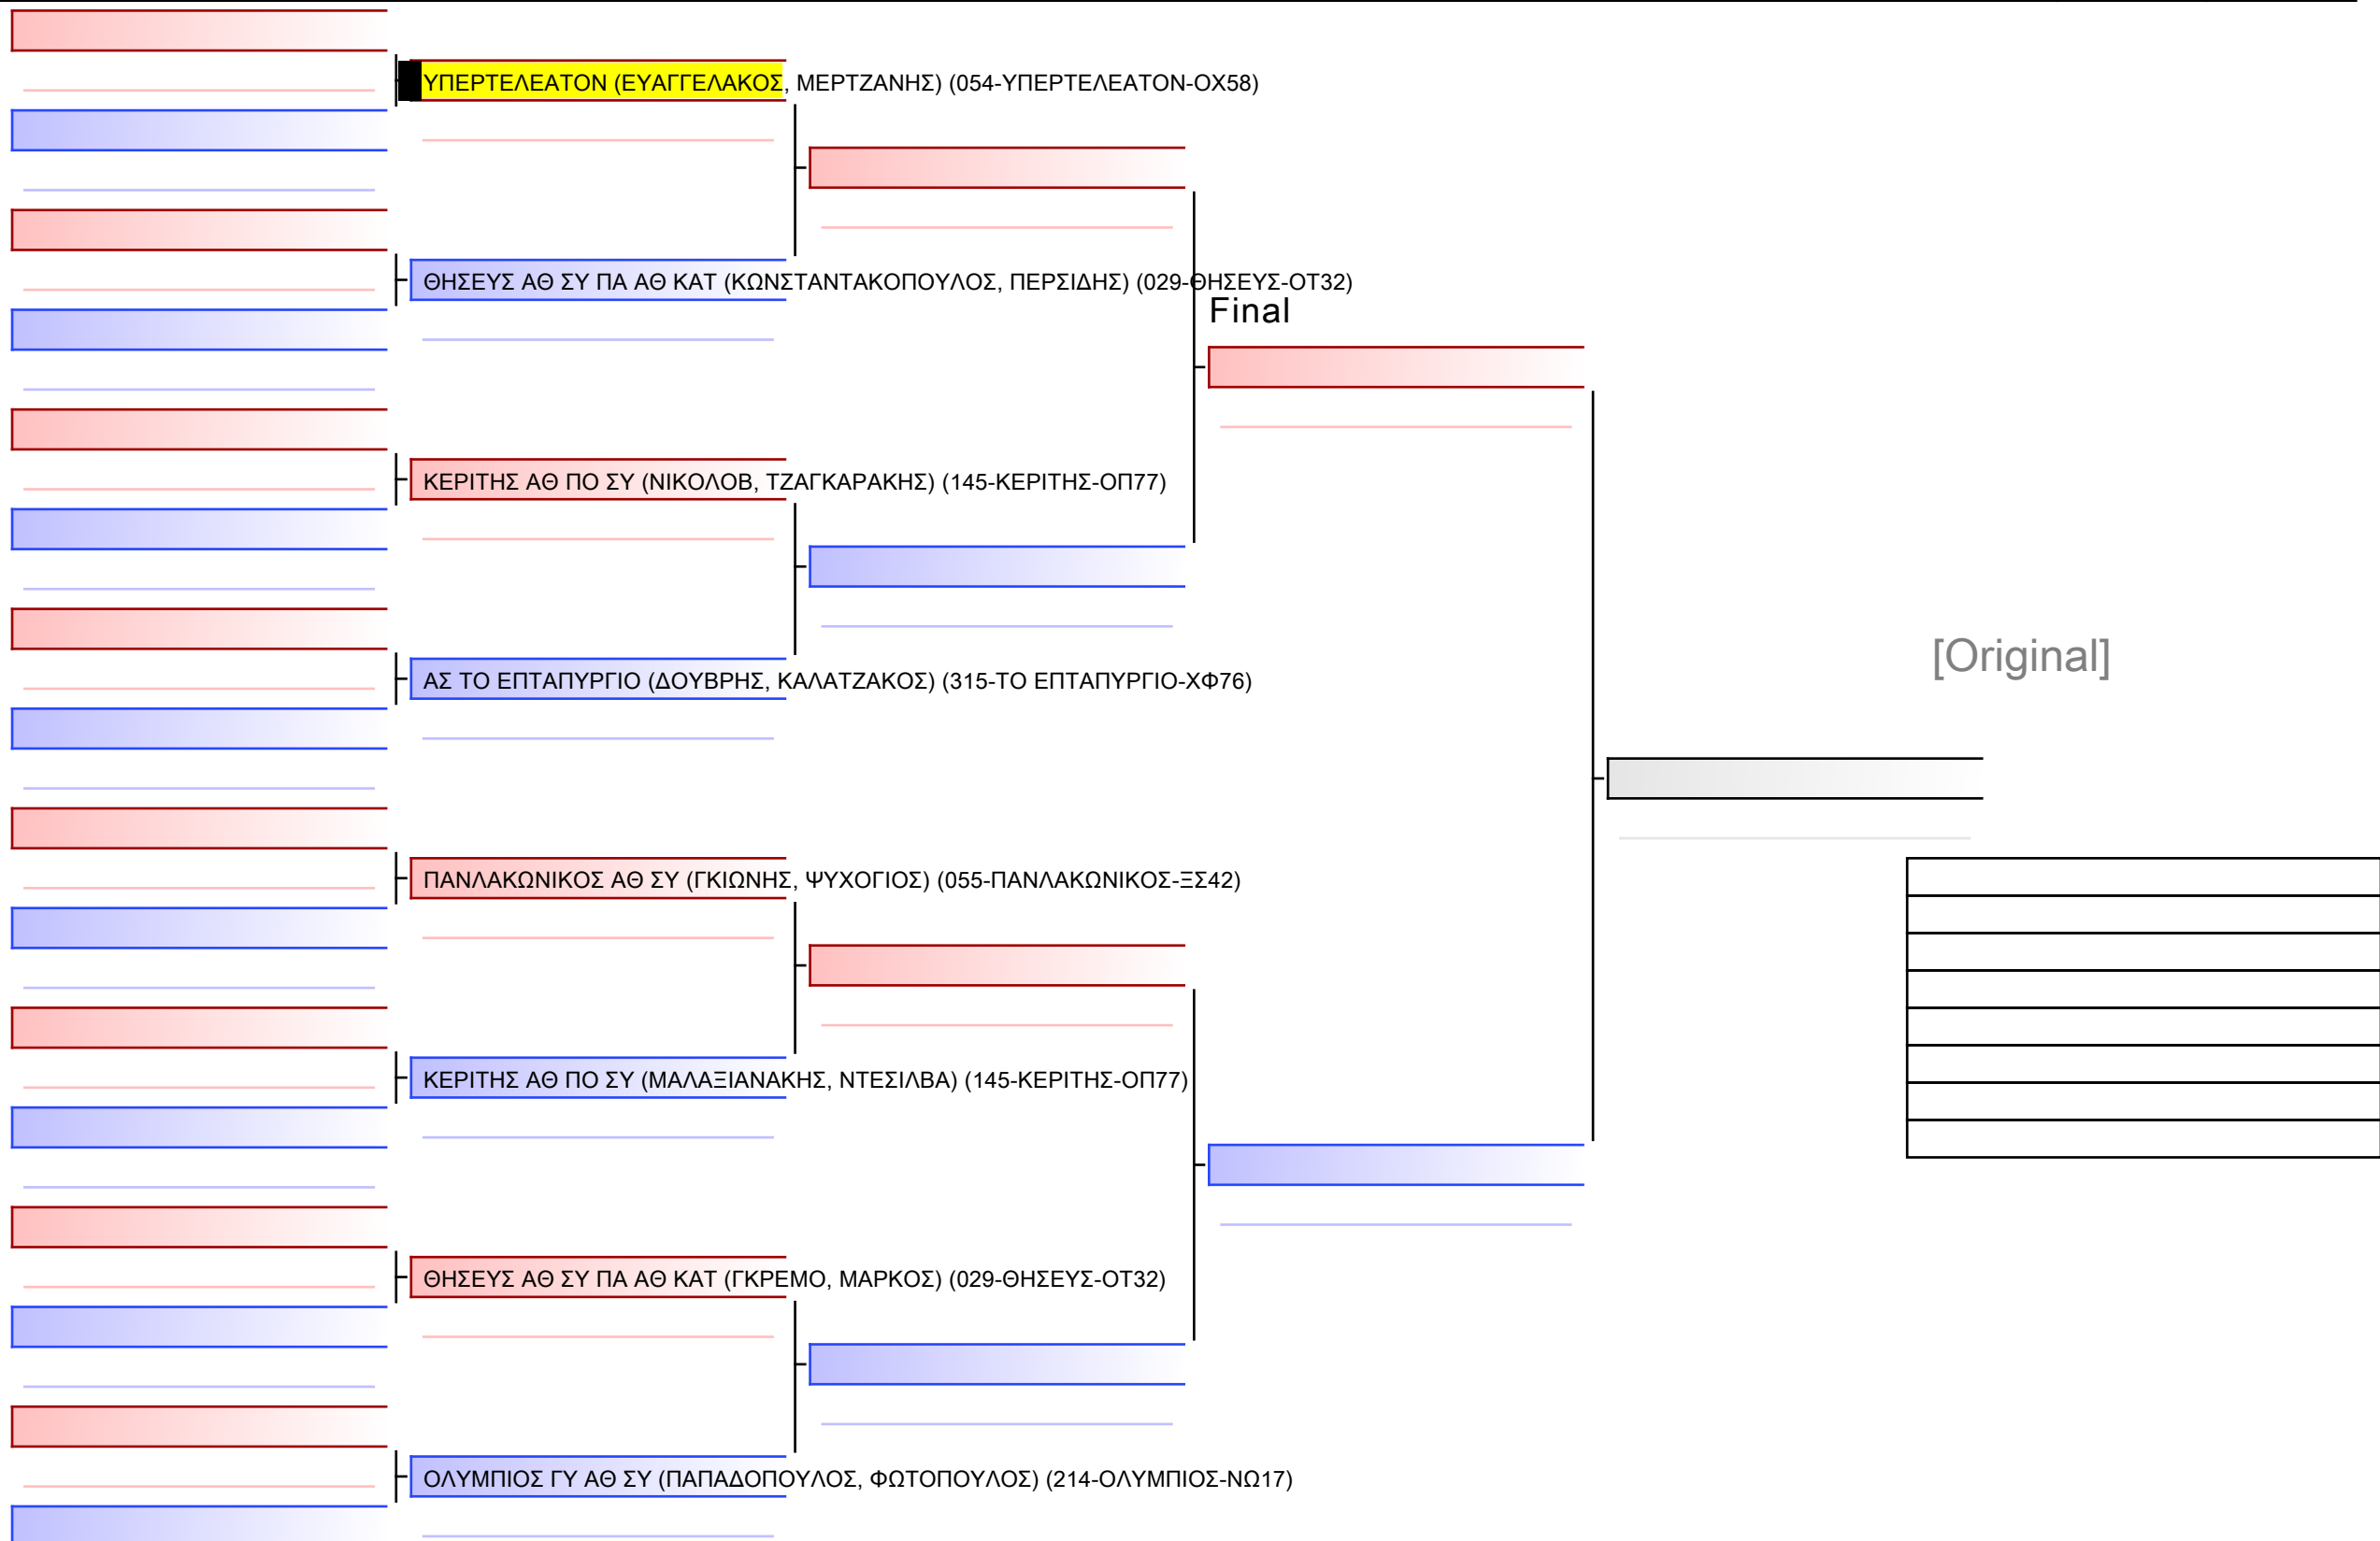 ΥΠΕΡΤΕΛΕΑΤΟΝ (ΕΥΑΓΓΕΛΑΚΟΣ, ΜΕΡΤΖΑΝΗΣ) (054-ΥΠΕΡΤΕΛΕΑΤΟΝ-ΟΧ58)
ΘΗΣΕΥΣ ΑΘ ΣΥ ΠΑ ΑΘ ΚΑΤ (ΚΩΝΣΤΑΝΤΑΚΟΠΟΥΛΟΣ, ΠΕΡΣΙΔΗΣ) (029-ΘΗΣΕΥΣ-ΟΤ32)
Final
ΚΕΡΙΤΗΣ ΑΘ ΠΟ ΣΥ (ΝΙΚΟΛΟΒ, ΤΖΑΓΚΑΡΑΚΗΣ) (145-ΚΕΡΙΤΗΣ-ΟΠ77)
[Original]
ΑΣ ΤΟ ΕΠΤΑΠΥΡΓΙΟ (ΔΟΥΒΡΗΣ, ΚΑΛΑΤΖΑΚΟΣ) (315-ΤΟ ΕΠΤΑΠΥΡΓΙΟ-ΧΦ76)
ΠΑΝΛΑΚΩΝΙΚΟΣ ΑΘ ΣΥ (ΓΚΙΩΝΗΣ, ΨΥΧΟΓΙΟΣ) (055-ΠΑΝΛΑΚΩΝΙΚΟΣ-ΞΣ42)
ΚΕΡΙΤΗΣ ΑΘ ΠΟ ΣΥ (ΜΑΛΑΞΙΑΝΑΚΗΣ, ΝΤΕΣΙΛΒΑ) (145-ΚΕΡΙΤΗΣ-ΟΠ77)
ΘΗΣΕΥΣ ΑΘ ΣΥ ΠΑ ΑΘ ΚΑΤ (ΓΚΡΕΜΟ, ΜΑΡΚΟΣ) (029-ΘΗΣΕΥΣ-ΟΤ32)
ΟΛΥΜΠΙΟΣ ΓΥ ΑΘ ΣΥ (ΠΑΠΑΔΟΠΟΥΛΟΣ, ΦΩΤΟΠΟΥΛΟΣ) (214-ΟΛΥΜΠΙΟΣ-ΝΩ17)